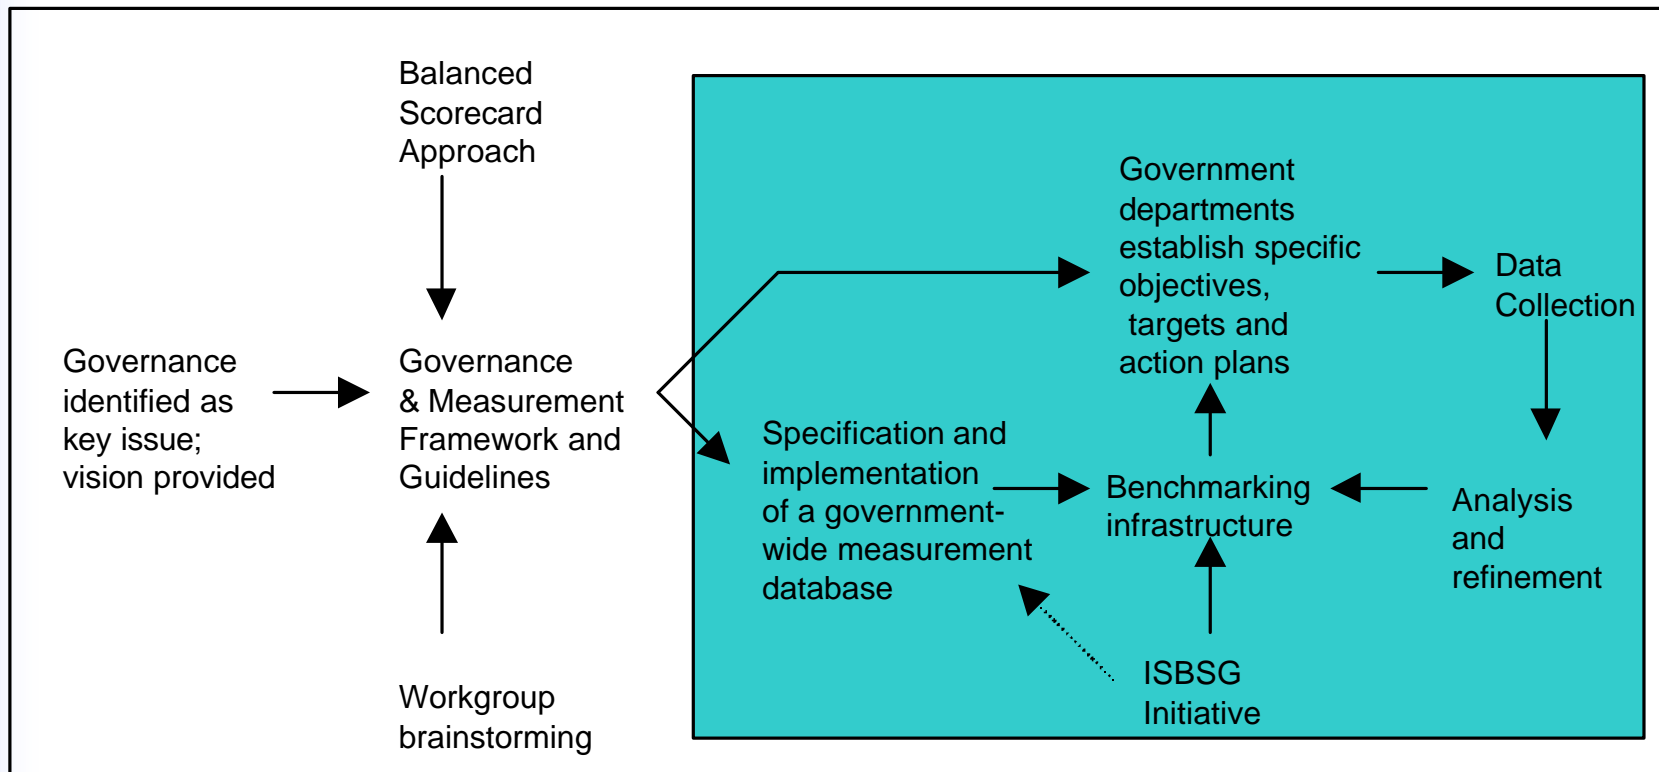 Balanced
Scorecard
Approach
Governance
identified as
key issue;
vision provided
Governance
& Measurement
Framework and
Guidelines
Workgroup
brainstorming
Government
departments
establish specific
objectives,
targets and
action plans
Data
Collection
Specification and
implementation
of a government-
wide measurement
database
Benchmarking
infrastructure
Analysis
and
refinement
ISBSG
Initiative